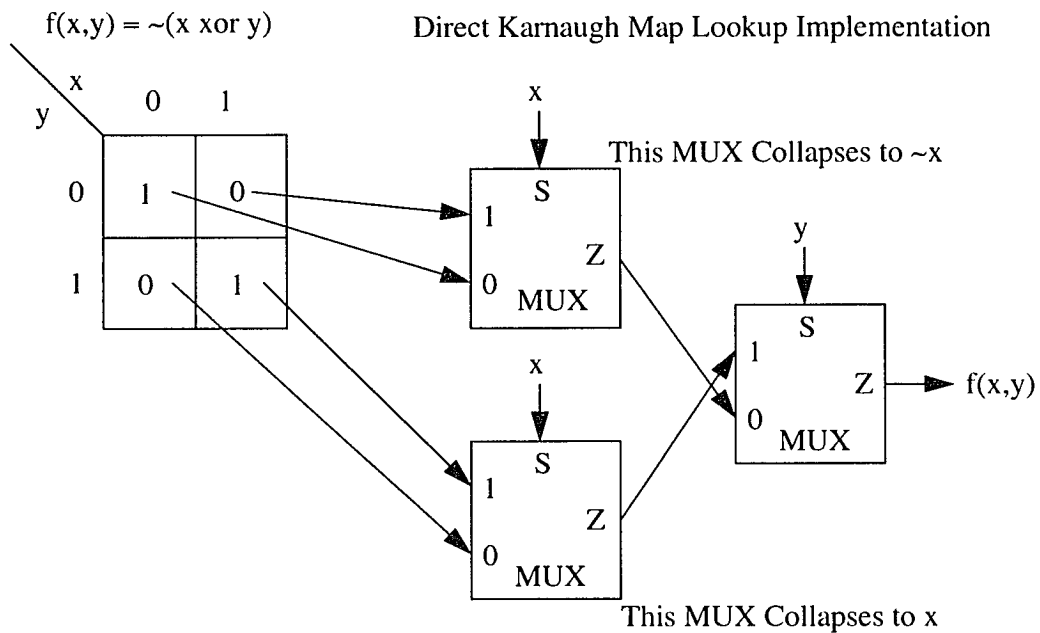 f(x,y) = ~(x xor y)
Direct Karnaugh Map Lookup Implementation
x
y
0 1
0 1 0
1 0 1
x
This MUX Collapses to ~x
S
1
Z
0
MUX
y
S
1
Z
f(x,y)
0
MUX
x
S
1
Z
0
MUX
This MUX Collapses to x